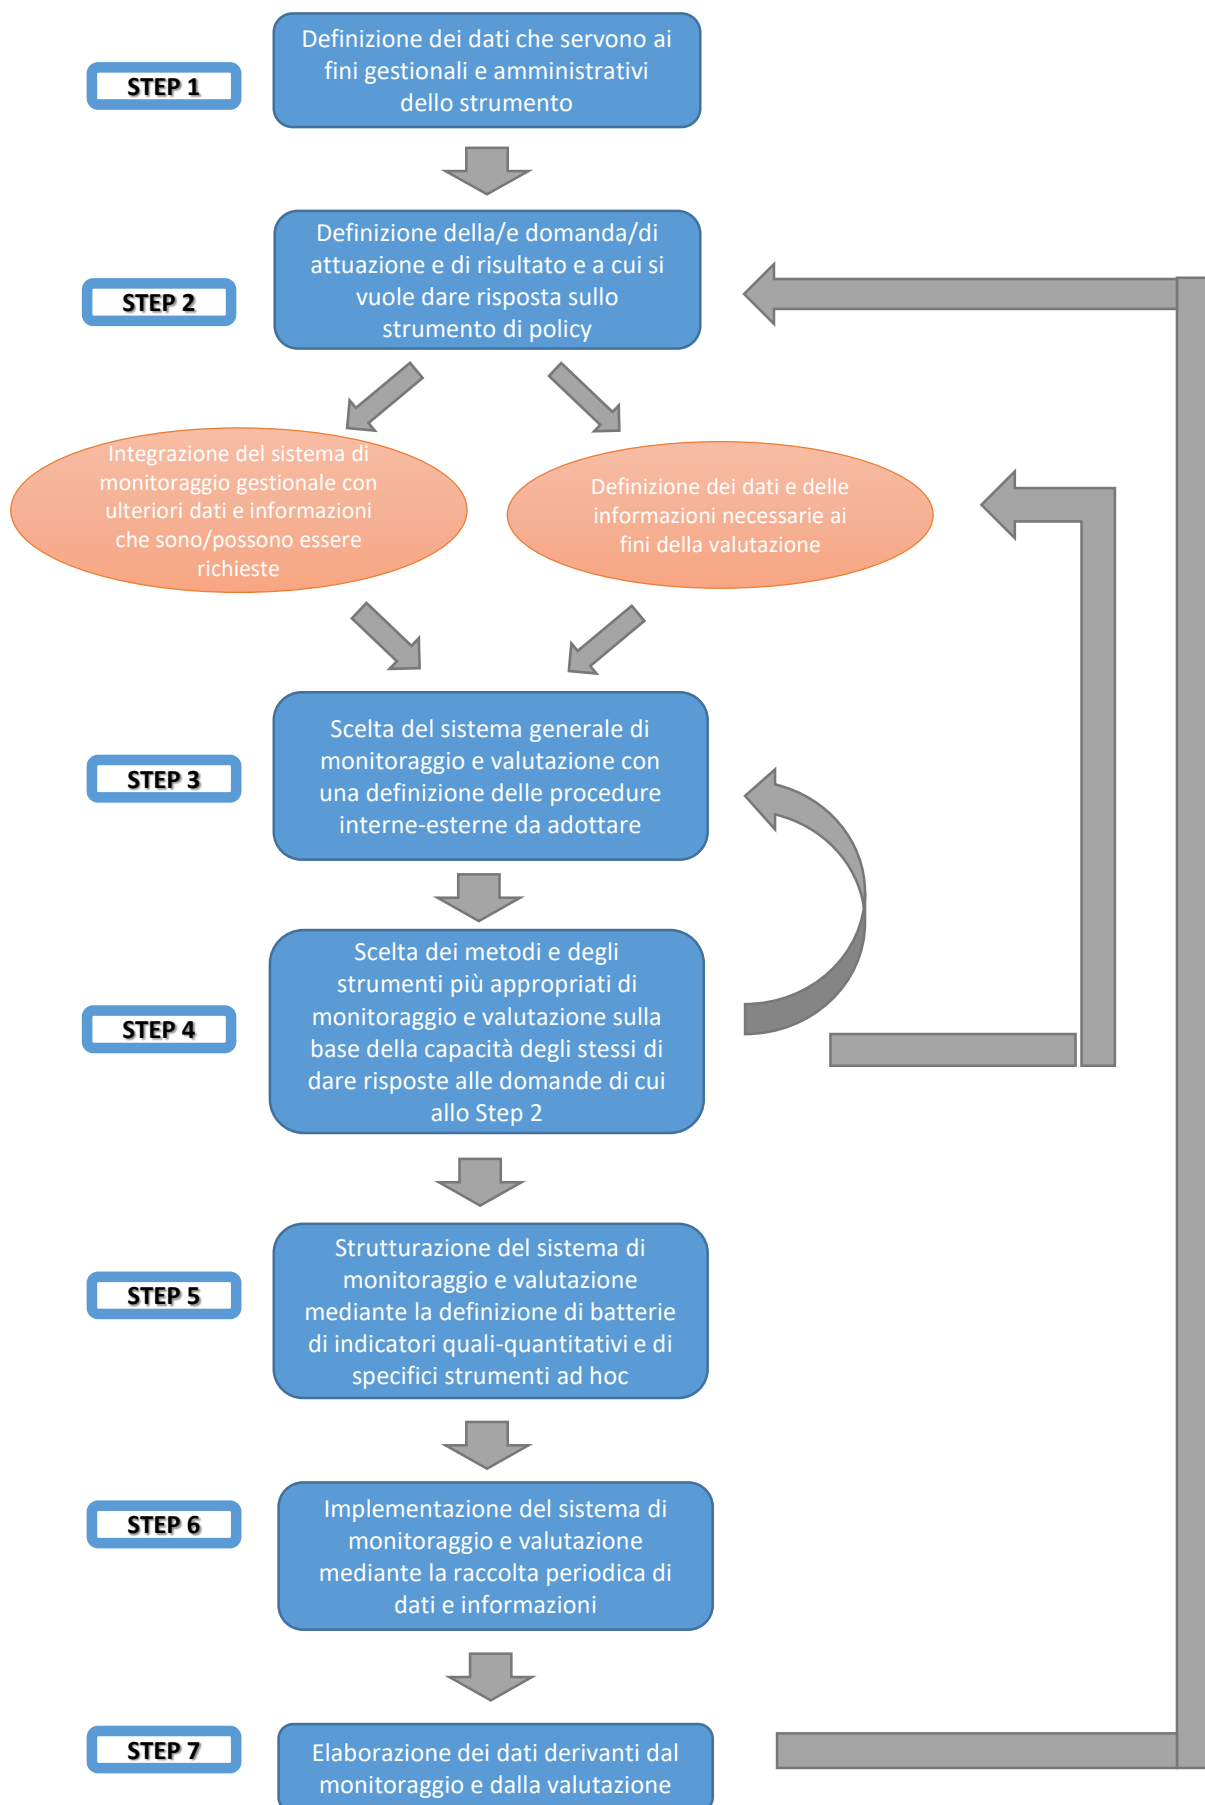 STEP 1
Definizione dei dati che servono ai
fini gestionali e amministrativi
dello strumento
STEP 2
Definizione della/e domanda/di
attuazione e di risultato e a cui si
vuole dare risposta sullo
strumento di policy
Integrazione del sistema di
monitoraggio gestionale con
ulteriori dati e informazioni
che sono/possono essere
richieste
Definizione dei dati e delle
informazioni necessarie ai
fini della valutazione
STEP 3
Scelta del sistema generale di
monitoraggio e valutazione con
una definizione delle procedure
interne-esterne da adottare
STEP 4
Scelta dei metodi e degli
strumenti più appropriati di
monitoraggio e valutazione sulla
base della capacità degli stessi di
dare risposte alle domande di cui
allo Step 2
STEP 5
Strutturazione del sistema di
monitoraggio e valutazione
mediante la definizione di batterie
di indicatori quali-quantitativi e di
specifici strumenti ad hoc
STEP 6
Implementazione del sistema di
monitoraggio e valutazione
mediante la raccolta periodica di
dati e informazioni
STEP 7
Elaborazione dei dati derivanti dal
monitoraggio e dalla valutazione